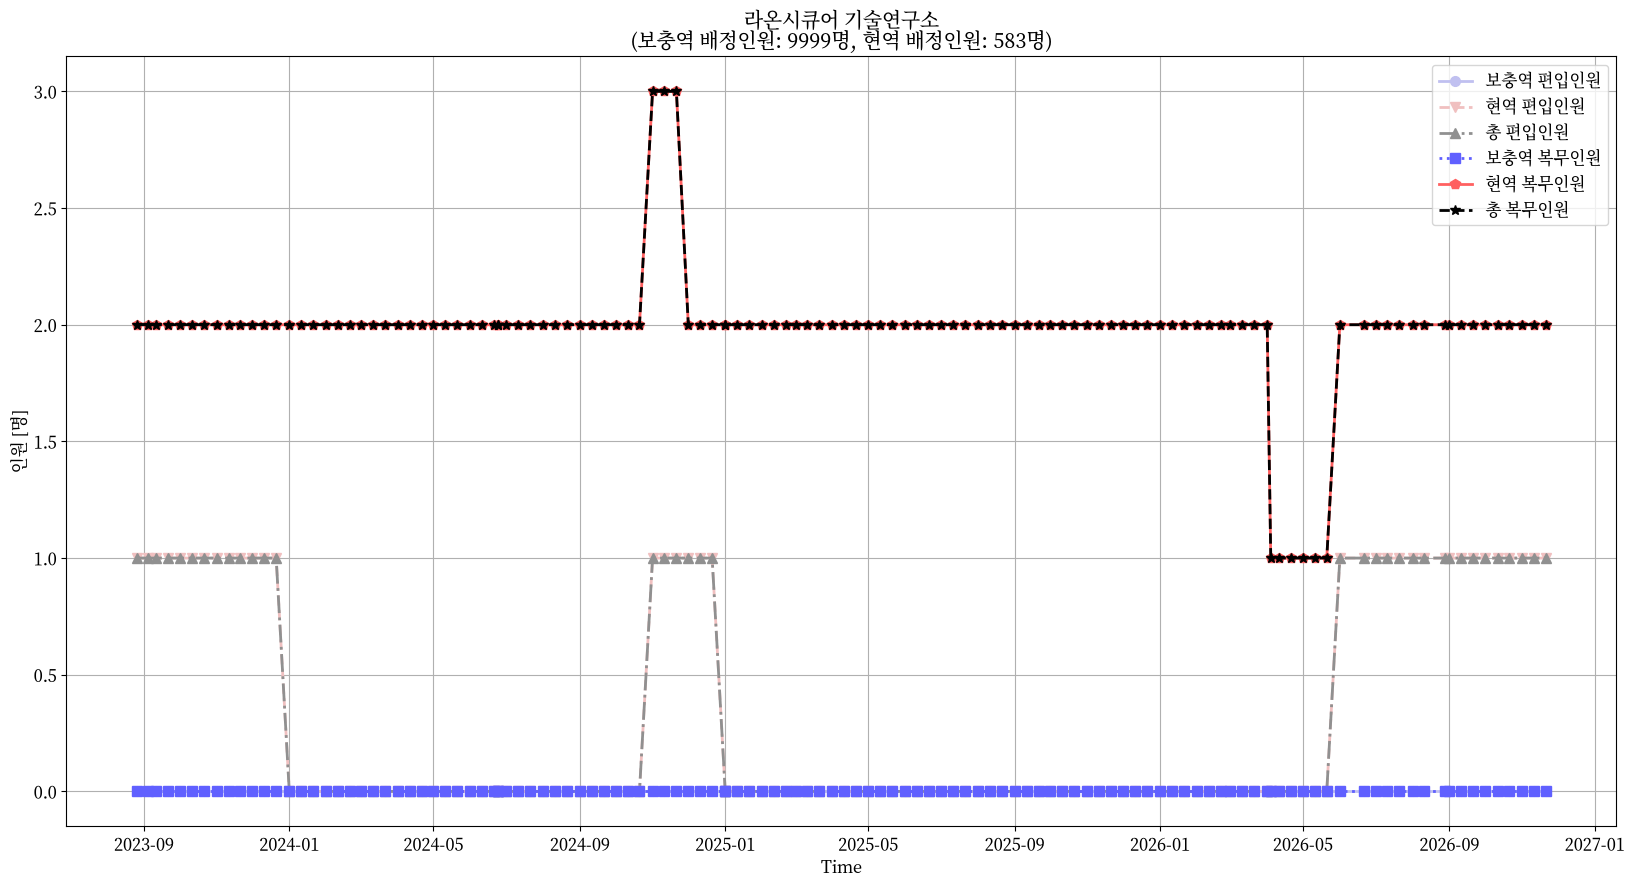 라온시큐어 기술연구소
(보충역 배정인원: 9999명, 현역 배정인원: 583명)
보충역 편입인원
현역 편입인원
총 편입인원
보충역 복무인원
현역 복무인원
총 복무인원
인원 [명]
3.0
2.5
2.0
1.5
1.0
0.5
0.0
2023-09
2024-01
2024-05
2024-09
2025-01
2025-05
2025-09
2026-01
2026-05
2026-09
2027-01
Time